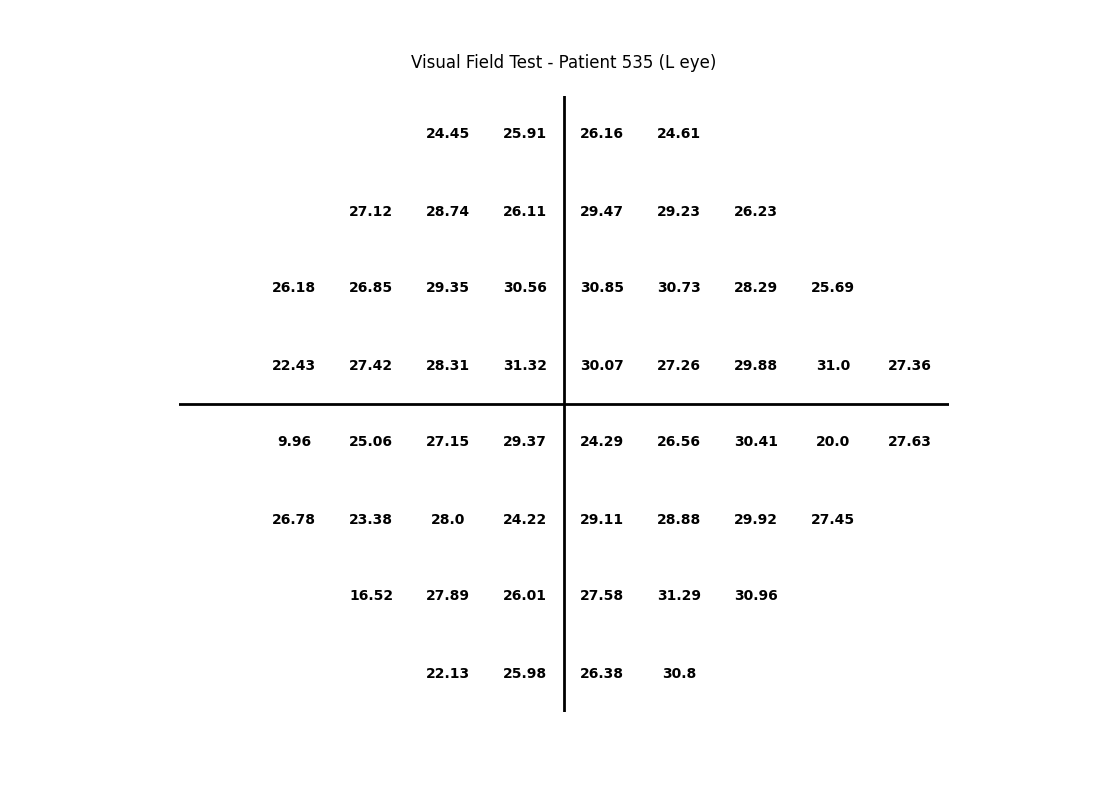 Visual Field Test - Patient 535 (L eye)
24.45 25.91 26.16 24.61
27.12 28.74 26.11 29.47 29.23 26.23
26.18 26.85 29.35 30.56 30.85 30.73 28.29 25.69
22.43 27.42 28.31 31.32 30.07 27.26 29.88 31.0 27.36
9.96 25.06 27.15 29.37 24.29 26.56 30.41 20.0 27.63
26.78 23.38 28.0 24.22 29.11 28.88 29.92 27.45
16.52 27.89 26.01 27.58 31.29 30.96
22.13 25.98 26.38 30.8